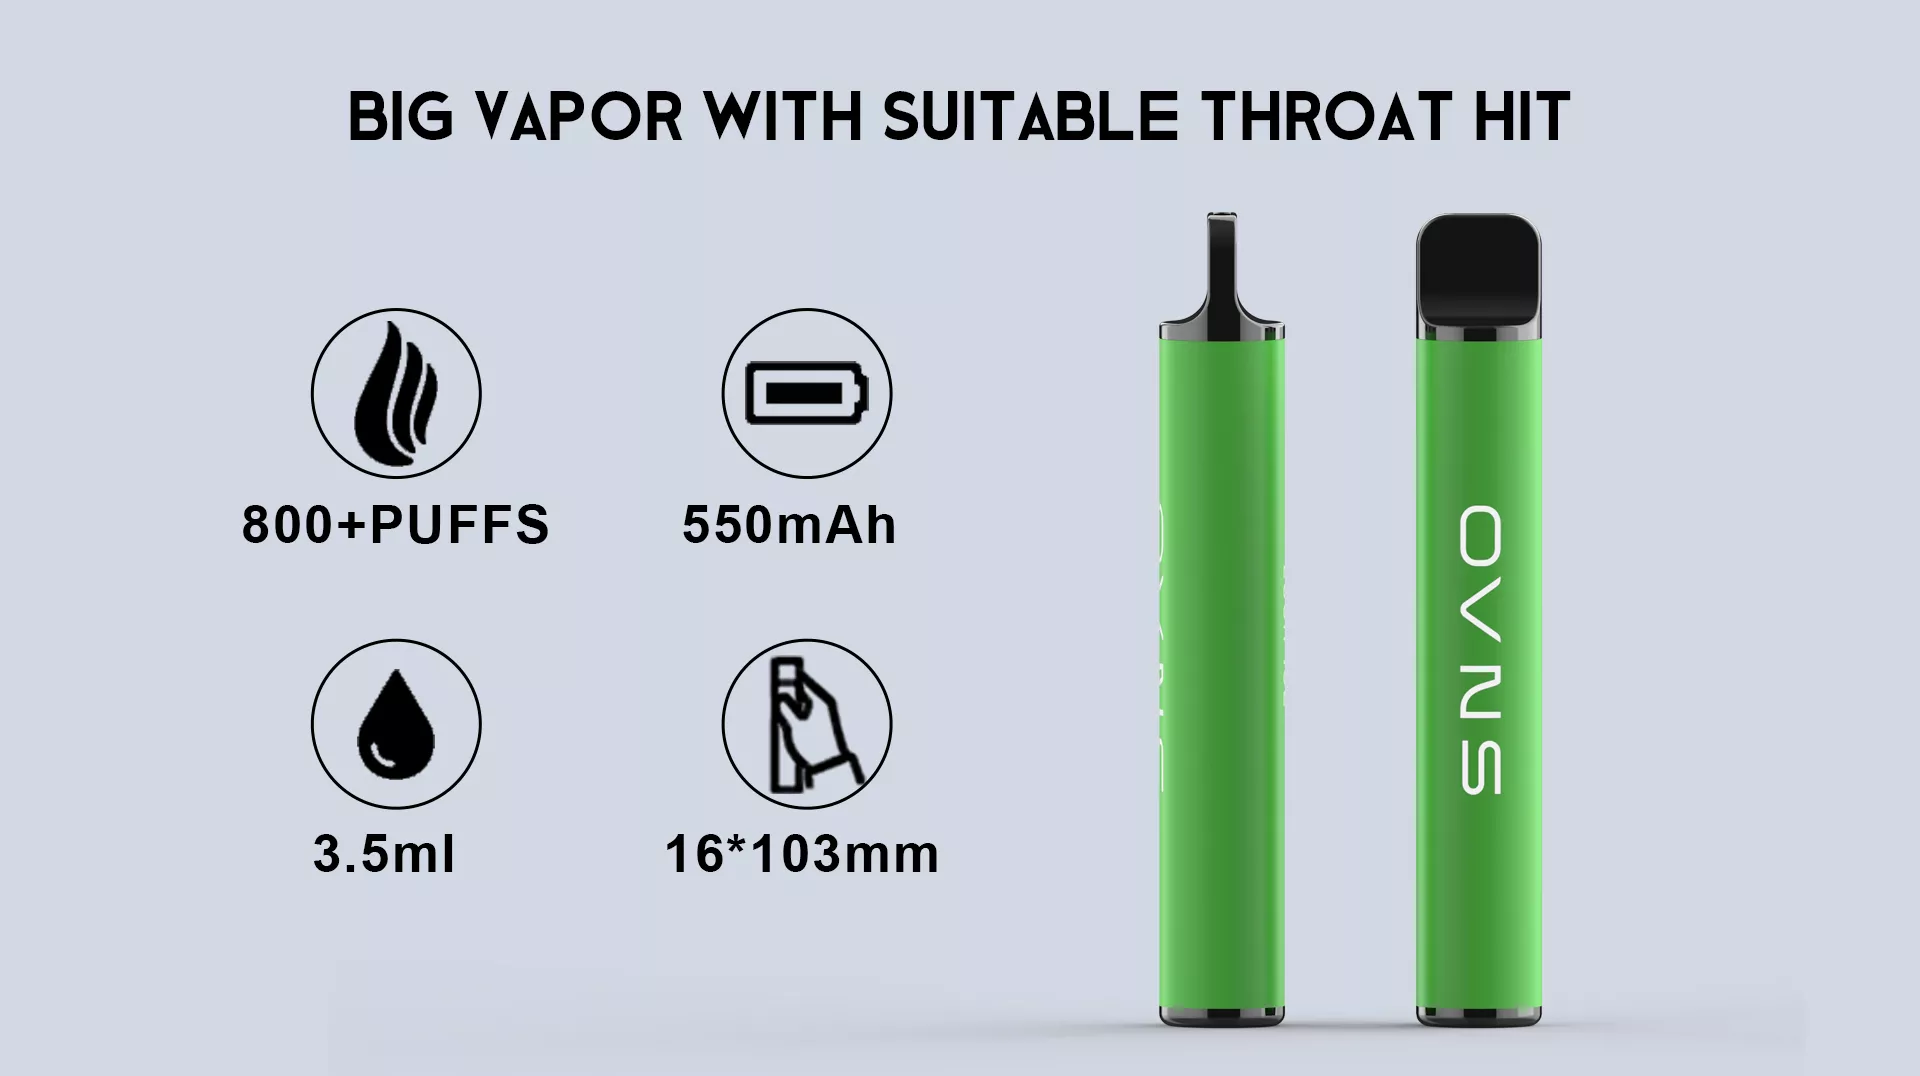 BIG VAPOR WITH SUITABLE THROAT HIT
800+PUFFS
550mAh
3.5ml
16*103mm
OVNS